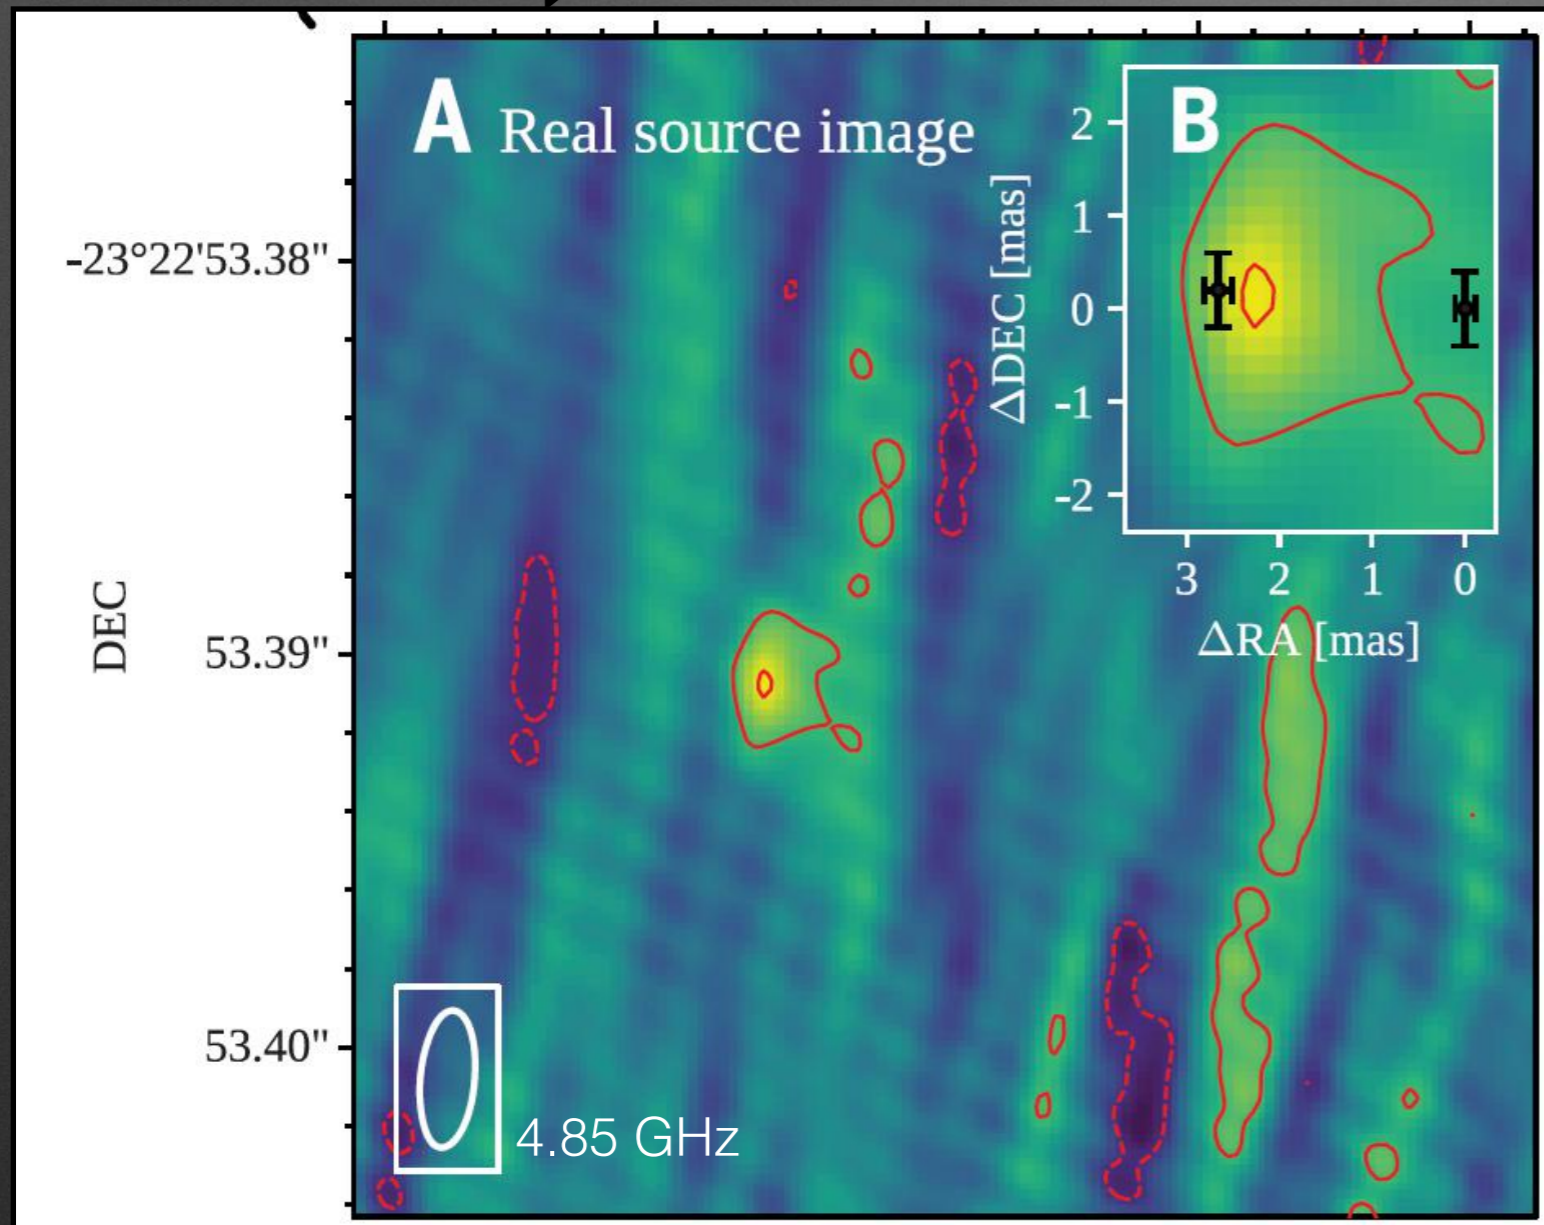 A Real source image
B
2
1
0
-1
-2
ΔDEC [mas]
3 2 1 0
ΔRA [mas]
-23°22'53.38"
53.39"
53.40"
DEC
4.85 GHz